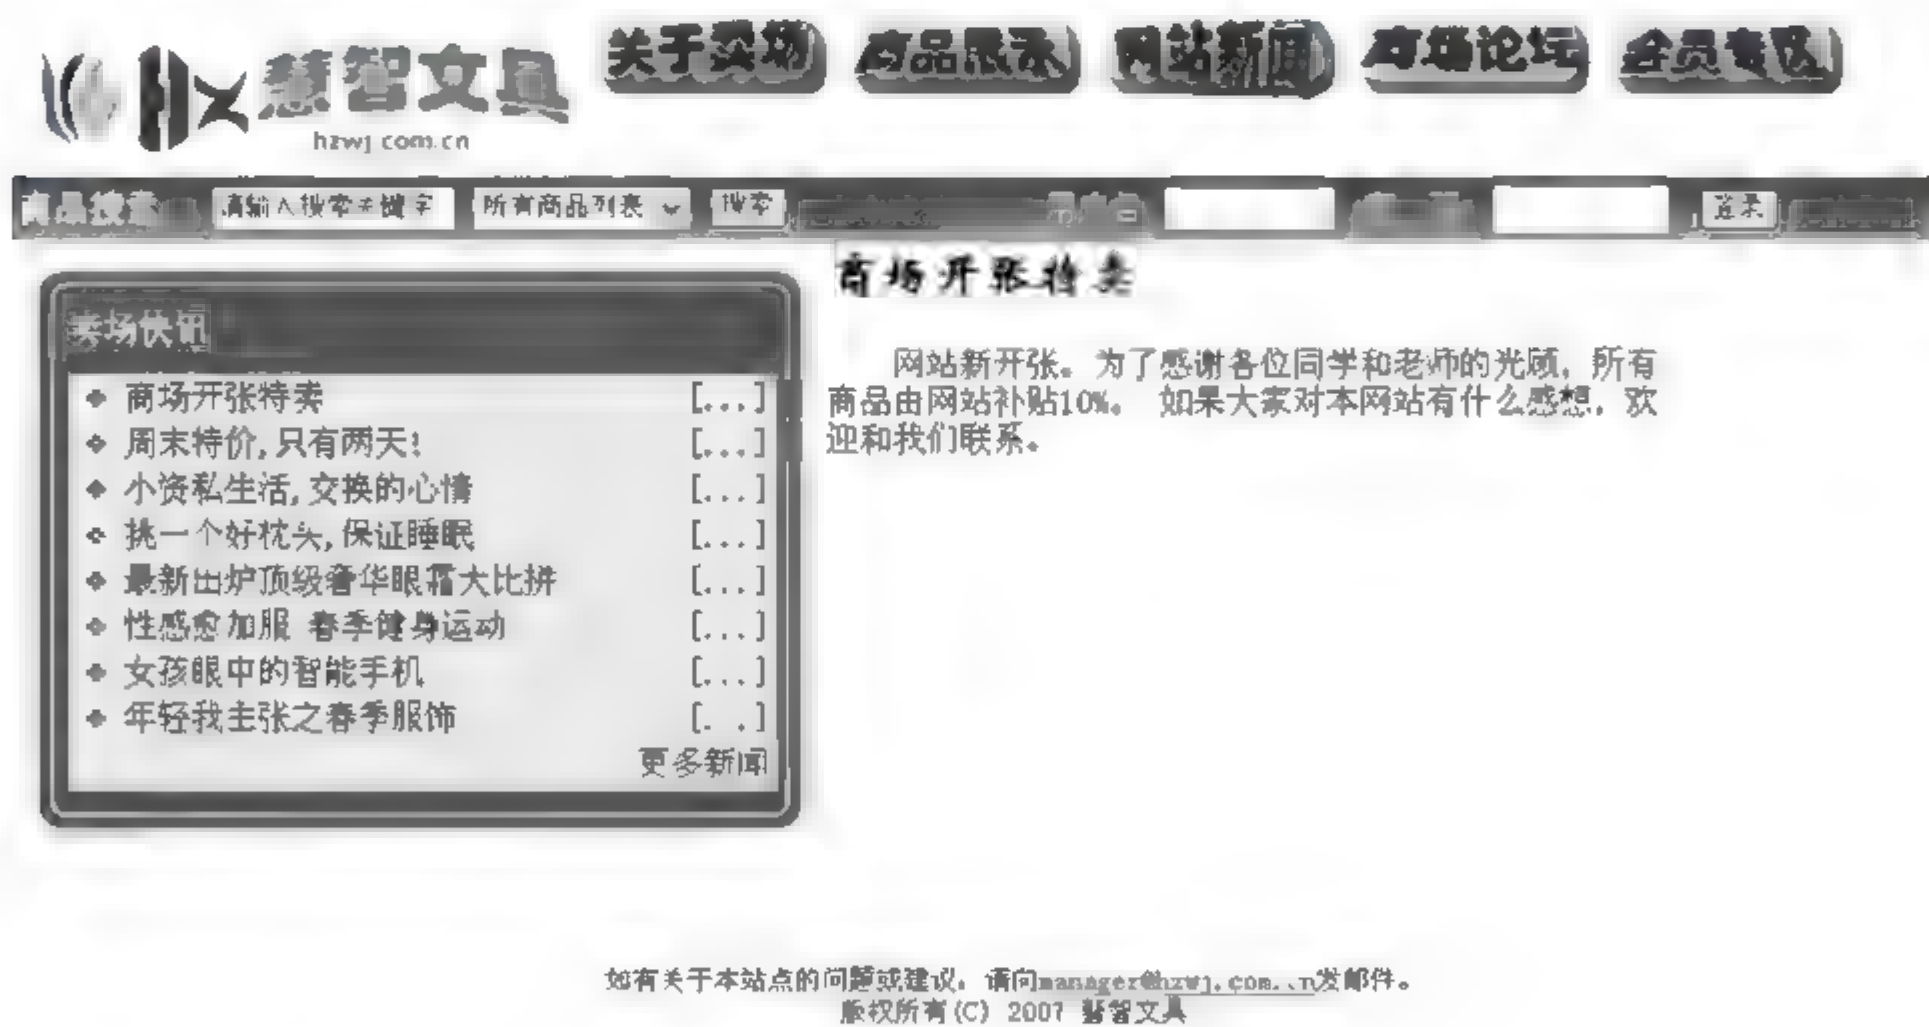 慧智文具
hzwj.com.cn
关于卖场 商品展示 网站新闻 商场论坛 会员专区
商品搜索 请输入搜索关键字 所有商品列表 搜索 登录
商场开张特卖
卖场快讯
网站新开张。为了感谢各位同学和老师的光顾，所有
商品由网站补贴10%。 如果大家对本网站有什么感想，欢
迎和我们联系。
商场开张特卖 [...]
周末特价,只有两天! [...]
小资私生活,交换的心情 [...]
挑一个好枕头,保证睡眠 [...]
最新出炉顶级奢华眼霜大比拼 [...]
性感愈加服 春季健身运动 [...]
女孩眼中的智能手机 [...]
年轻我主张之春季服饰 [...]
更多新闻
如有关于本站点的问题或建议，请向manager@hzwj.com.cn发邮件。
版权所有(C) 2007 慧智文具